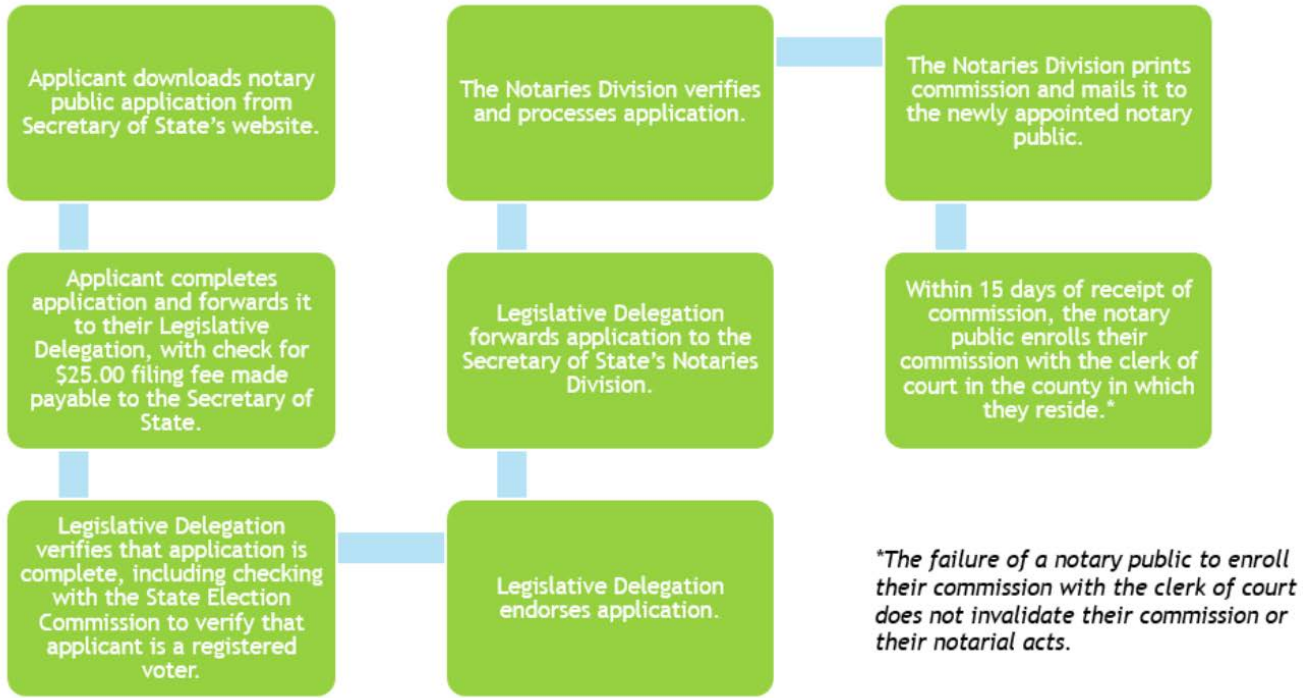 Applicant downloads notary
public application from
Secretary of State's website.
Applicant completes
application and forwards it
to their Legislative
Delegation, with check for
$25.00 filing fee made
payable to the Secretary of
State.
Legislative Delegation
verifies that application is
complete, including checking
with the State Election
Commission to verify that
applicant is a registered
voter.
Legislative Delegation
endorses application.
Legislative Delegation
forwards application to the
Secretary of State's Notaries
Division.
The Notaries Division verifies
and processes application.
The Notaries Division prints
commission and mails it to
the newly appointed notary
public.
Within 15 days of receipt of
commission, the notary
public enrolls their
commission with the clerk of
court in the county in which
they reside.*
*The failure of a notary public to enroll
their commission with the clerk of court
does not invalidate their commission or
their notarial acts.